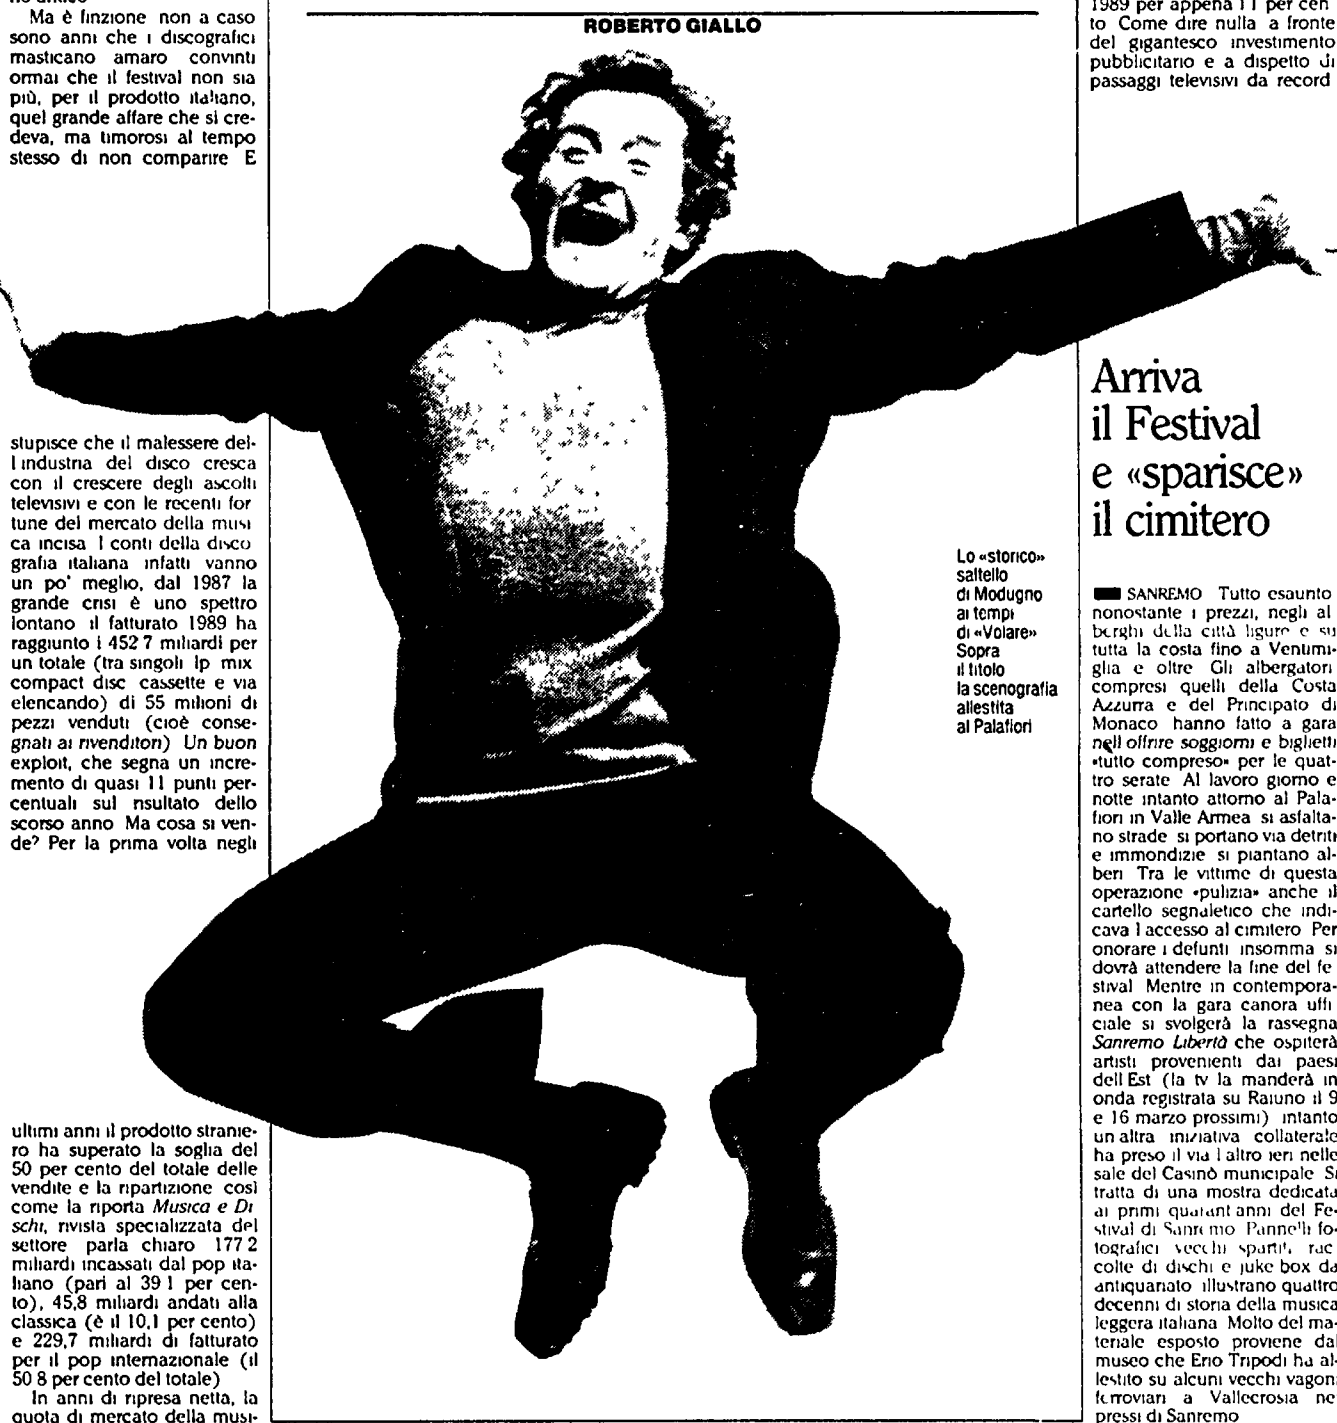 Ma è finzione non a caso
sono anni che i discografici
masticano amaro convinti
ormai che il festival non sia
più, per il prodotto italiano,
quel grande affare che si cre-
deva, ma timorosi al tempo
stesso di non comparire E
stupisce che il malessere del-
l industria del disco cresca
con il crescere degli ascolti
televisivi e con le recenti for
tune del mercato della musi
ca incisa I conti della disco
grafia italiana infatti vanno
un po' meglio, dal 1987 la
grande crisi è uno spettro
lontano il fatturato 1989 ha
raggiunto i 452 7 miliardi per
un totale (tra singoli lp mix
compact disc cassette e via
elencando) di 55 milioni di
pezzi venduti (cioè conse-
gnati ai rivenditori) Un buon
exploit, che segna un incre-
mento di quasi 11 punti per-
centuali sul risultato dello
scorso anno Ma cosa si ven-
de? Per la prima volta negli
ultimi anni il prodotto stranie-
ro ha superato la soglia del
50 per cento del totale delle
vendite e la ripartizione così
come la riporta Musica e Di
schi, rivista specializzata del
settore parla chiaro 177 2
miliardi incassati dal pop ita-
liano (pari al 39 1 per cen-
to), 45,8 miliardi andati alla
classica (è il 10,1 per cento)
e 229,7 miliardi di fatturato
per il pop internazionale (il
50 8 per cento del totale)
In anni di ripresa netta, la
quota di mercato della musi-
ROBERTO GIALLO
Lo «storico»
saltello
di Modugno
ai tempi
di «Volare»
Sopra
il titolo
la scenografia
allestita
al Palafiori
1989 per appena 11 per cen
to Come dire nulla a fronte
del gigantesco investimento
pubblicitario e a dispetto di
passaggi televisivi da record
Arriva
il Festival
e «sparisce»
il cimitero
SANREMO Tutto esaunto
nonostante i prezzi, negli al
berghi della città ligure e su
tutta la costa fino a Ventimi-
glia e oltre Gli albergatori
compresi quelli della Costa
Azzurra e del Principato di
Monaco hanno fatto a gara
nell offrire soggiorni e biglietti
«tutto compreso» per le quat-
tro serate Al lavoro giorno e
notte intanto attorno al Pala-
fiori in Valle Armea si asfalta-
no strade si portano via detriti
e immondizie si piantano al-
beri Tra le vittime di questa
operazione «pulizia» anche il
cartello segnaletico che indi-
cava l accesso al cimitero Per
onorare i defunti insomma si
dovrà attendere la fine del fe
stival Mentre in contempora-
nea con la gara canora uffi
ciale si svolgerà la rassegna
Sanremo Libertà che ospiterà
artisti provenienti dai paesi
dell Est (la tv la manderà in
onda registrata su Raiuno il 9
e 16 marzo prossimi) intanto
un altra iniziativa collaterale
ha preso il via l altro ieri nelle
sale del Casinò municipale Si
tratta di una mostra dedicata
ai primi quarant anni del Fe-
stival di Sanremo Pannelli fo-
tografici vecchi spartiti rac
colte di dischi e juke box da
antiquariato illustrano quattro
decenni di storia della musica
leggera italiana Molto del ma-
teriale esposto proviene dal
museo che Erio Tripodi ha al-
lestito su alcuni vecchi vagoni
ferroviari a Vallecrosia nei
pressi di Sanremo